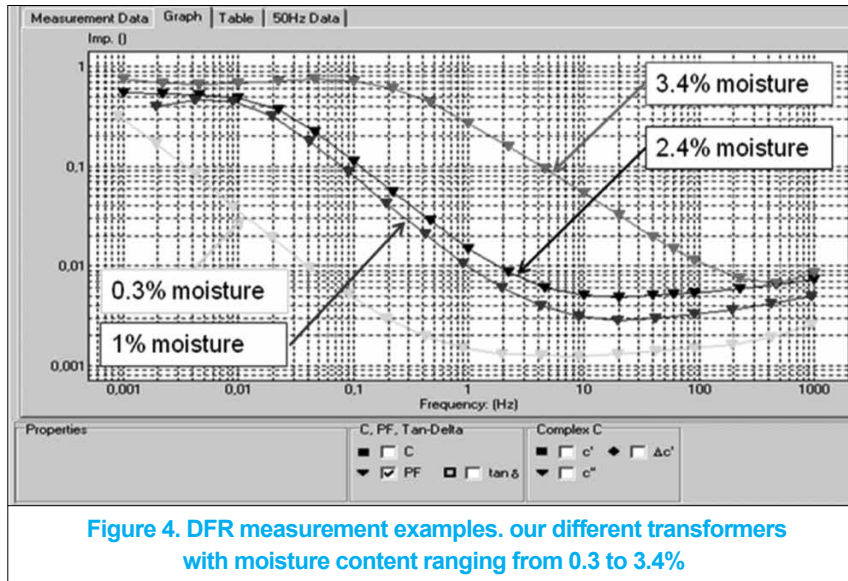 Measurement Data Graph Table 50Hz Data
Imp. ()
1
0,1
0,01
0,001
3.4% moisture
2.4% moisture
0.3% moisture
1% moisture
0,001 0,01 0,1 1 10 100 1000
Frequency: (Hz)
Properties
C, PF, Tan-Delta
C
PF tan δ
Complex C
c' Δc'
c"
Figure 4. DFR measurement examples. our different transformers
with moisture content ranging from 0.3 to 3.4%